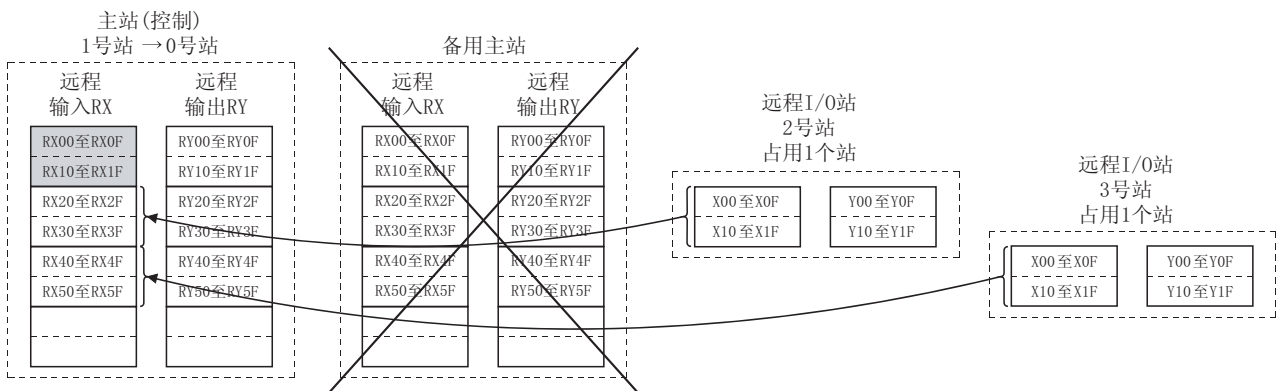 主站(控制)
1号站 →0号站
远程
输入RX
远程
输出RY
RX00至RX0F
RY00至RY0F
RX10至RX1F
RY10至RY1F
RX20至RX2F
RY20至RY2F
RX30至RX3F
RY30至RY3F
RX40至RX4F
RY40至RY4F
RX50至RX5F
RY50至RY5F
备用主站
远程
输入RX
远程
输出RY
RX00至RX0F
RY00至RY0F
RX10至RX1F
RY10至RY1F
RX20至RX2F
RY20至RY2F
RX30至RX3F
RY30至RY3F
RX40至RX4F
RY40至RY4F
RX50至RX5F
RY50至RY5F
远程I/O站
2号站
占用1个站
X00至X0F
Y00至Y0F
X10至X1F
Y10至Y1F
远程I/O站
3号站
占用1个站
X00至X0F
Y00至Y0F
X10至X1F
Y10至Y1F